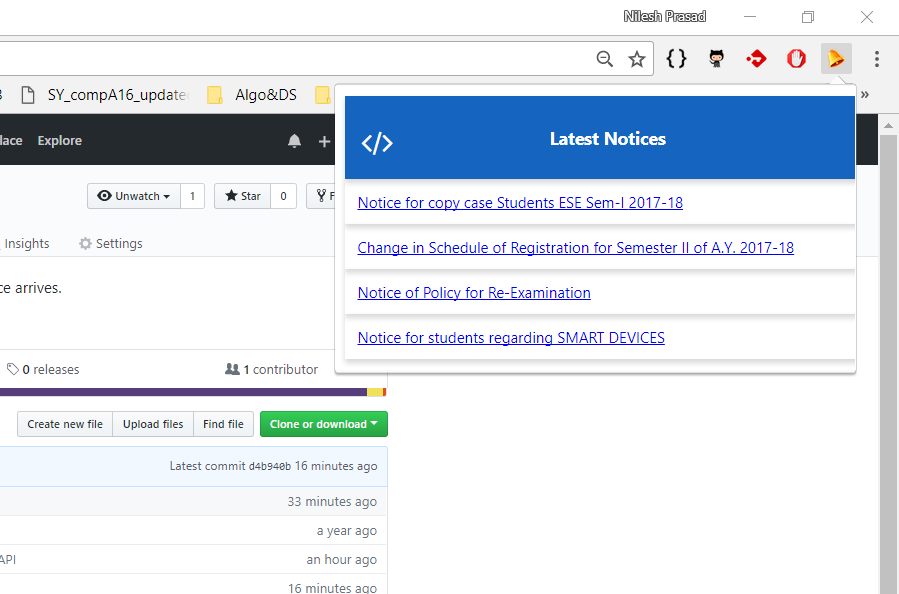 Nilesh Prasad
SY_compA16_update
Algo&DS
»
</>
Latest Notices
lace
Explore
Unwatch
1
Star
0
F
Notice for copy case Students ESE Sem-I 2017-18
Insights
Settings
Change in Schedule of Registration for Semester II of A.Y. 2017-18
ce arrives.
Notice of Policy for Re-Examination
Notice for students regarding SMART DEVICES
0 releases
1 contributor
Create new file
Upload files
Find file
Clone or download
Latest commit d4b940b 16 minutes ago
33 minutes ago
a year ago
API
an hour ago
16 minutes ago